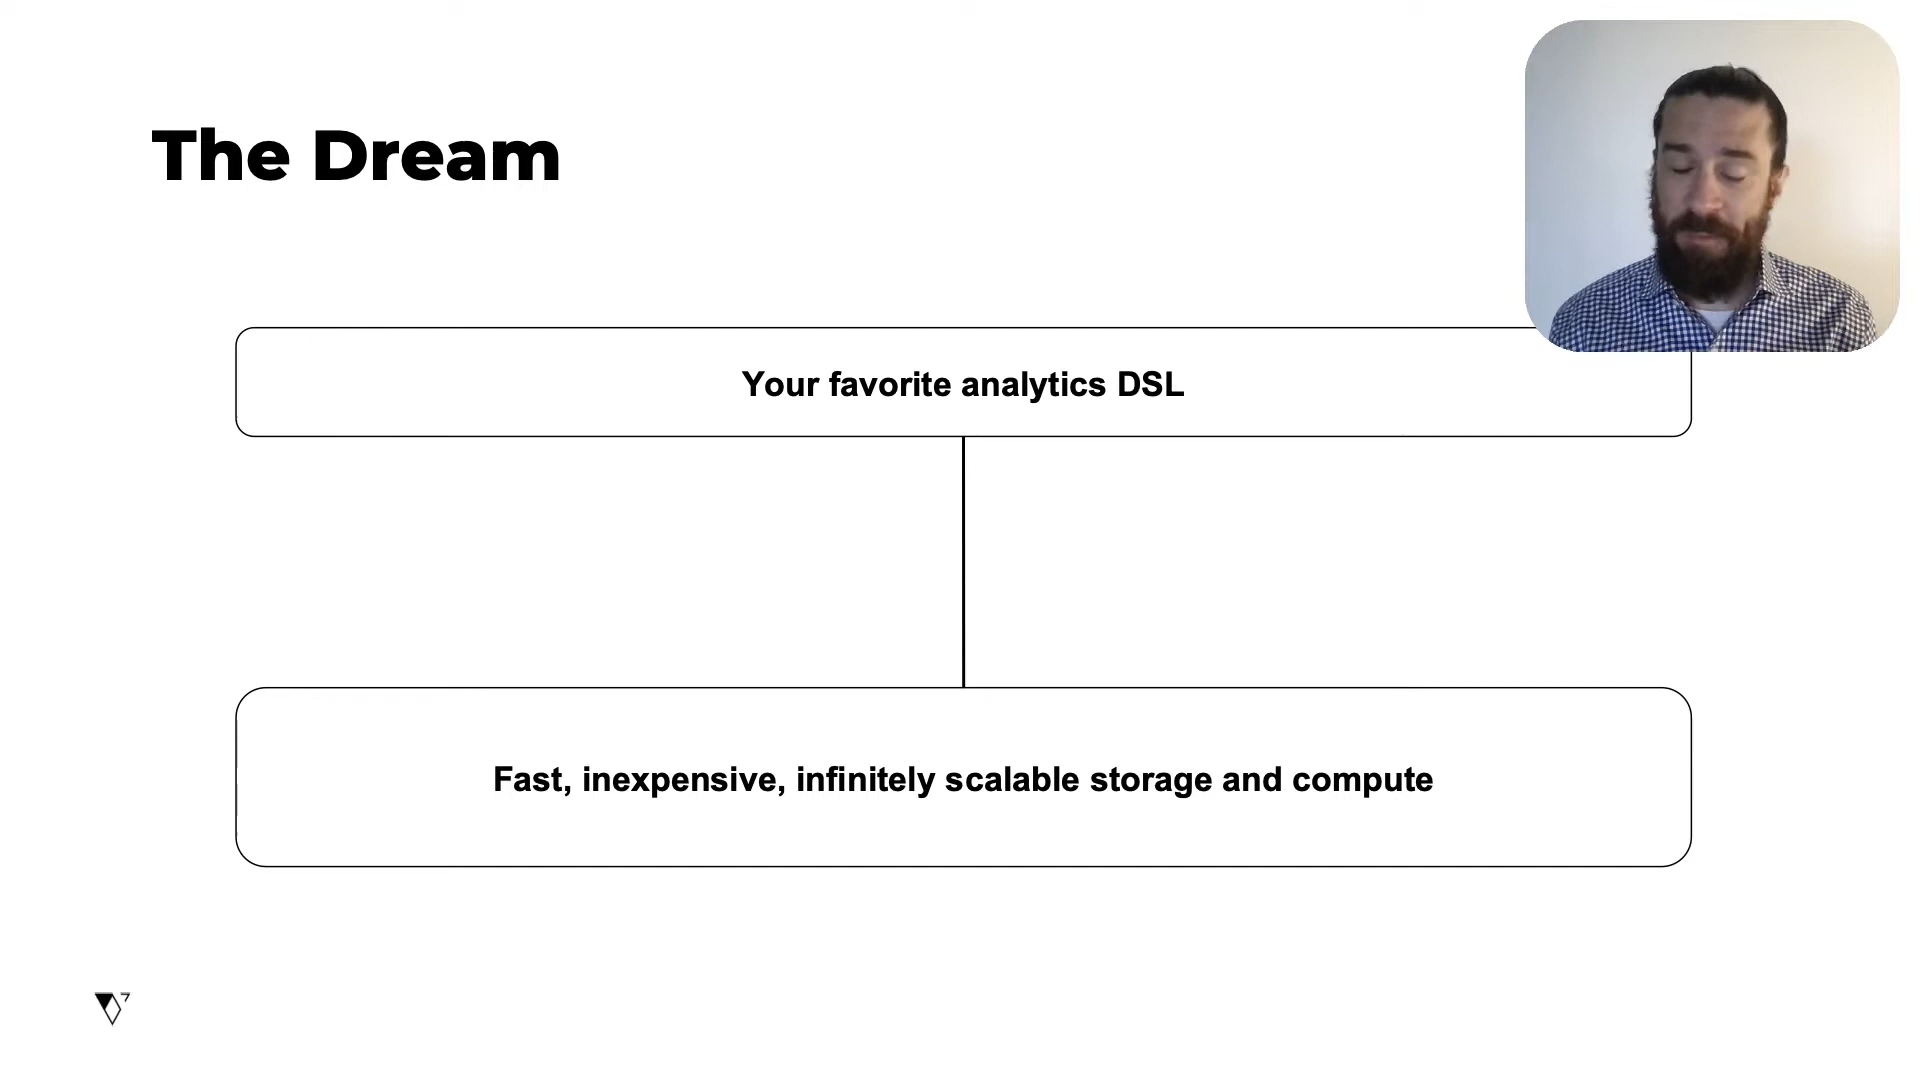 The Dream
Your favorite analytics DSL
Fast, inexpensive, infinitely scalable storage and compute